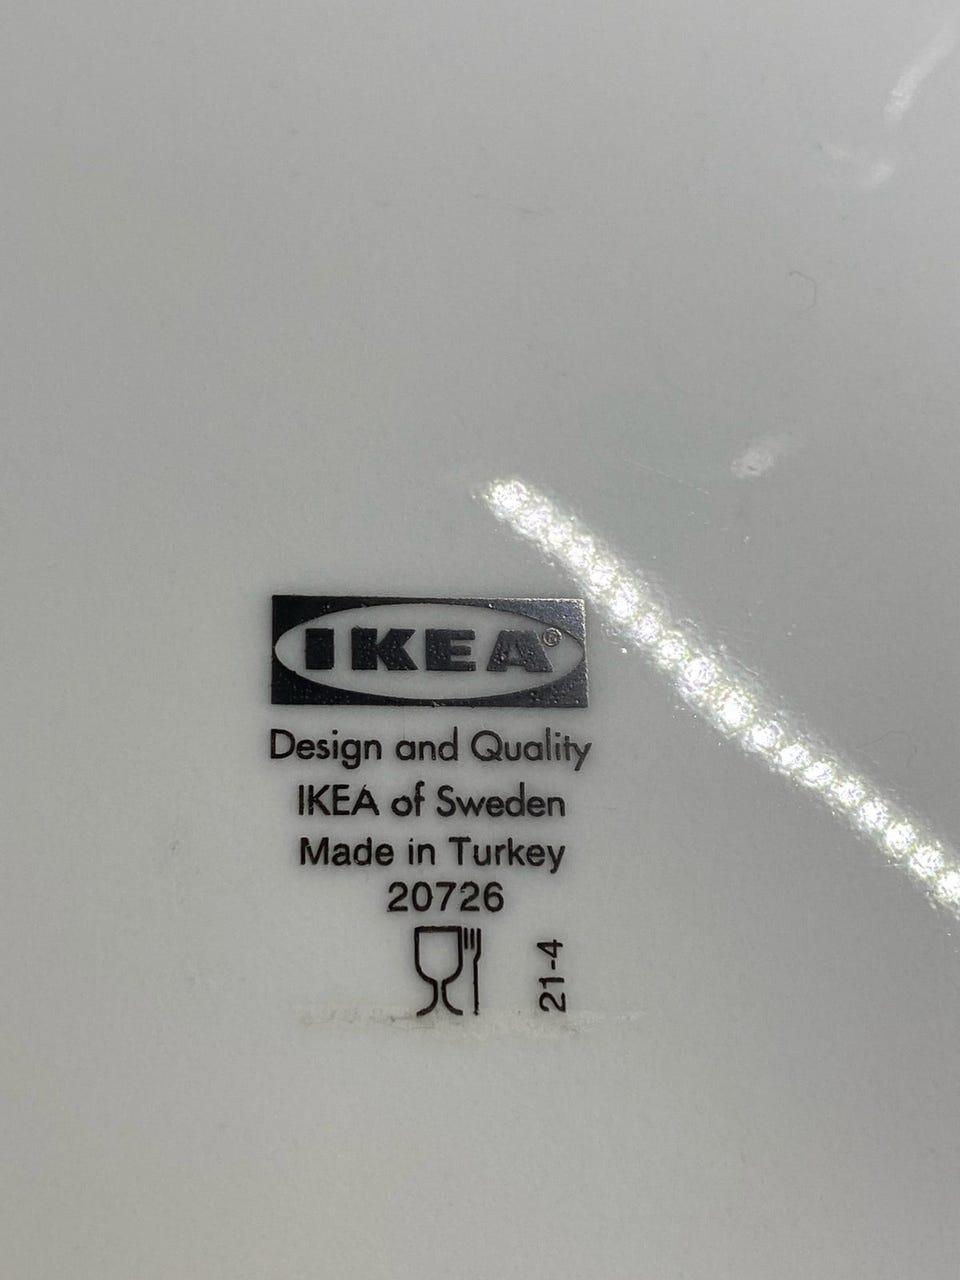 IKEA®
Design and Quality
IKEA of Sweden
Made in Turkey
20726
21-4